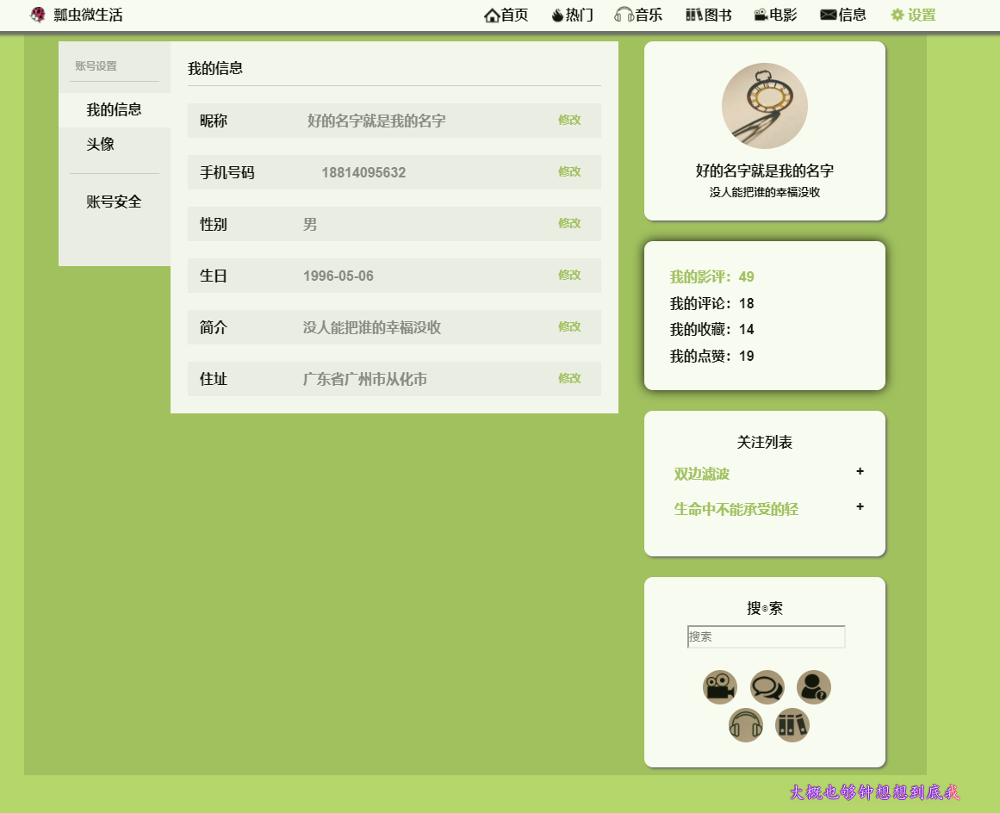 瓢虫微生活 首页 热门 音乐 图书 电影 信息 设置
账号设置
我的信息
头像
账号安全
我的信息
昵称 好的名字就是我的名字 修改
手机号码 18814095632 修改
性别 男 修改
生日 1996-05-06 修改
简介 没人能把谁的幸福没收 修改
住址 广东省广州市从化市 修改
好的名字就是我的名字
没人能把谁的幸福没收
我的影评：49
我的评论：18
我的收藏：14
我的点赞：19
关注列表
双边滤波 +
生命中不能承受的轻 +
搜®索
搜索
大概也够钟想想到底我